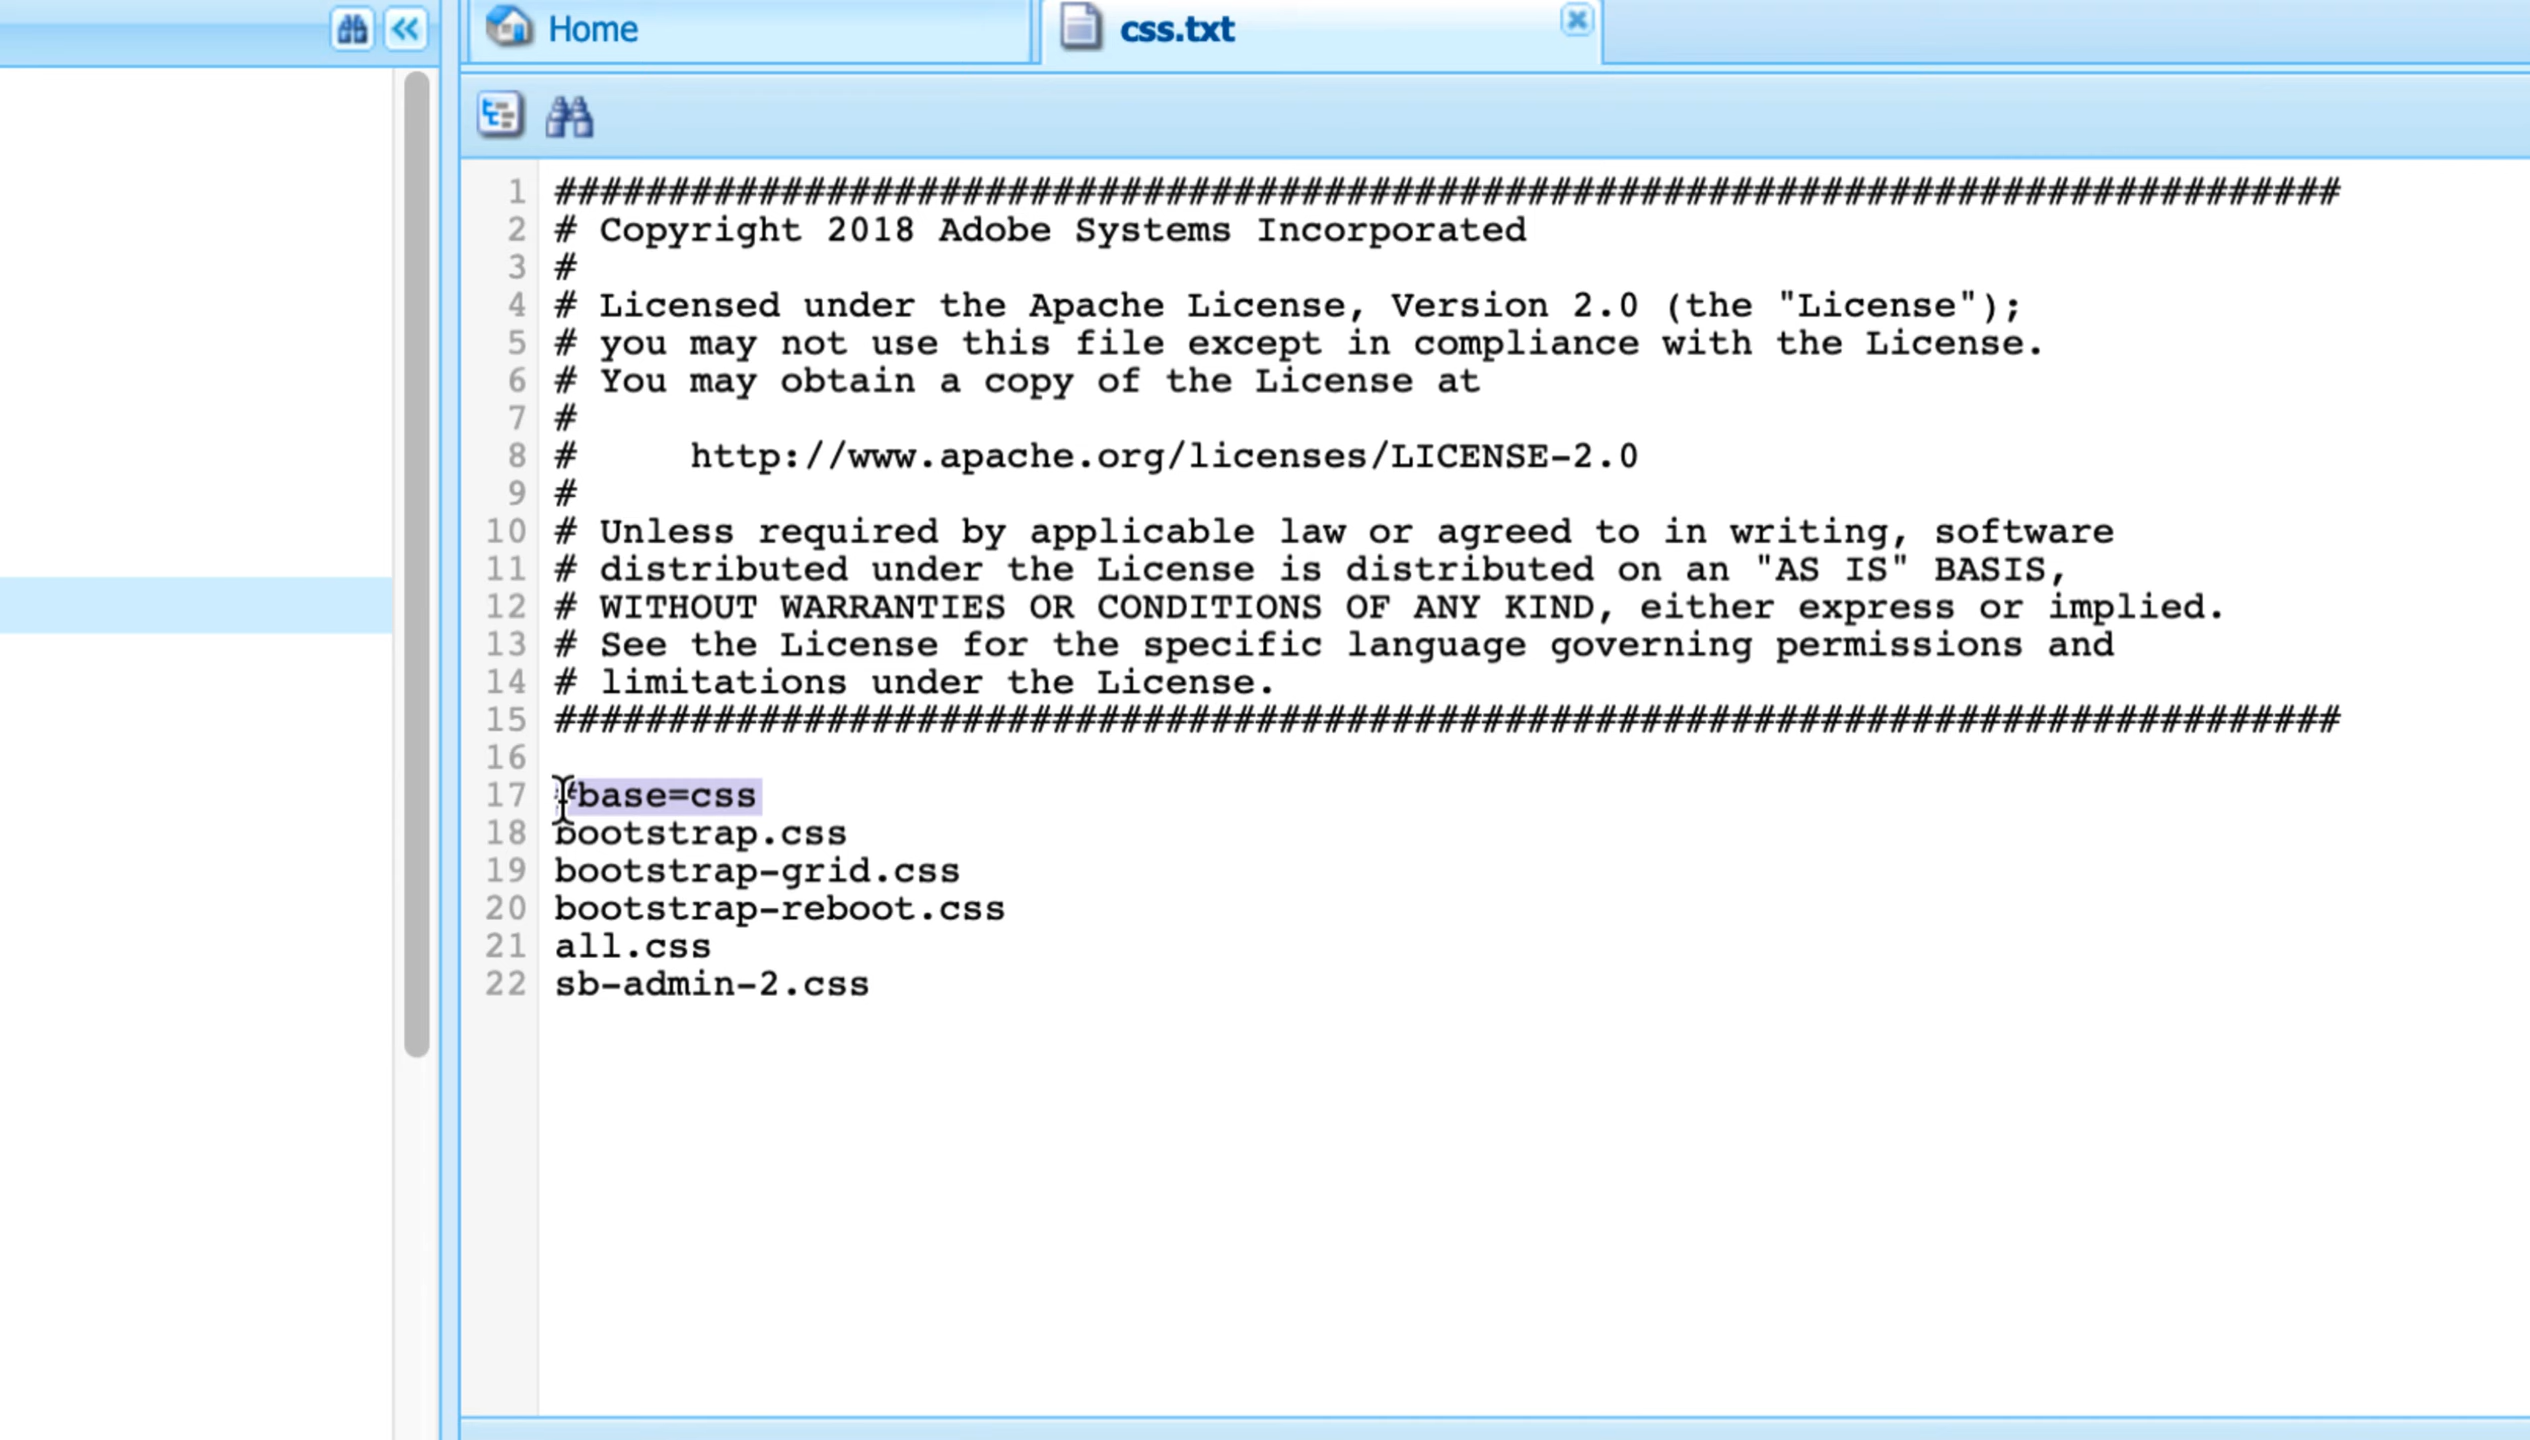 Home
css.txt
1 ###############################################################################
2 # Copyright 2018 Adobe Systems Incorporated
3 #
4 # Licensed under the Apache License, Version 2.0 (the "License");
5 # you may not use this file except in compliance with the License.
6 # You may obtain a copy of the License at
7 #
8 #     http://www.apache.org/licenses/LICENSE-2.0
9 #
10 # Unless required by applicable law or agreed to in writing, software
11 # distributed under the License is distributed on an "AS IS" BASIS,
12 # WITHOUT WARRANTIES OR CONDITIONS OF ANY KIND, either express or implied.
13 # See the License for the specific language governing permissions and
14 # limitations under the License.
15 ###############################################################################
16
17 #base=css
18 bootstrap.css
19 bootstrap-grid.css
20 bootstrap-reboot.css
21 all.css
22 sb-admin-2.css